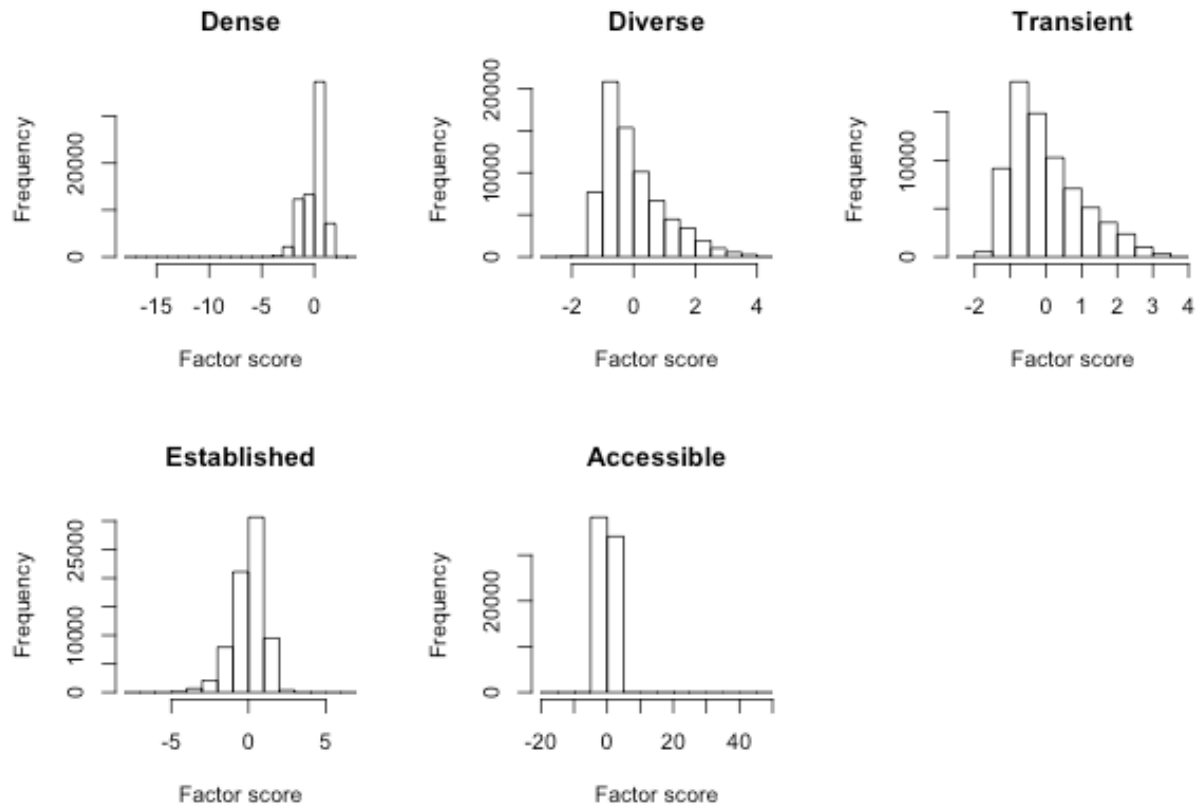 Dense
Frequency
0
20000
-15 -10 -5 0
Factor score
Diverse
Frequency
0
10000
20000
-2 0 2 4
Factor score
Transient
Frequency
0
10000
-2 0 1 2 3 4
Factor score
Established
Frequency
0
10000
25000
-5 0 5
Factor score
Accessible
Frequency
0
20000
-20 0 20 40
Factor score